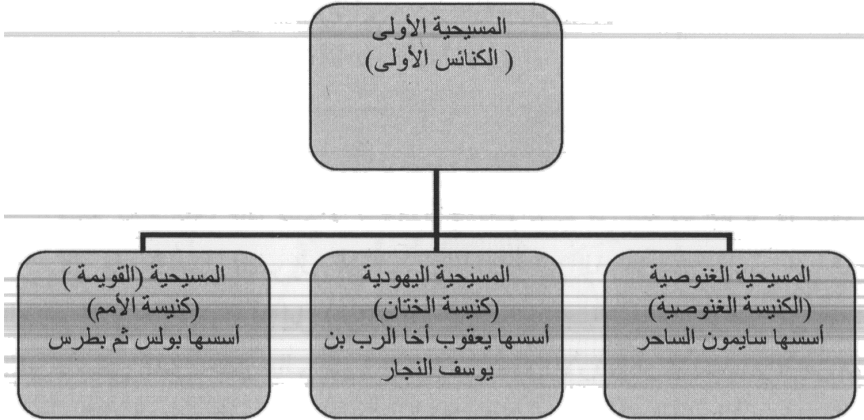 المسيحية الأولى
( الكنائس الأولى)
المسيحية الغنوصية
(الكنيسة الغنوصية)
أسسها سايمون الساحر
المسيحية اليهودية
(كنيسة الختان)
أسسها يعقوب أخا الرب بن
يوسف النجار
المسيحية (القويمة )
(كنيسة الأمم)
أسسها بولس ثم بطرس